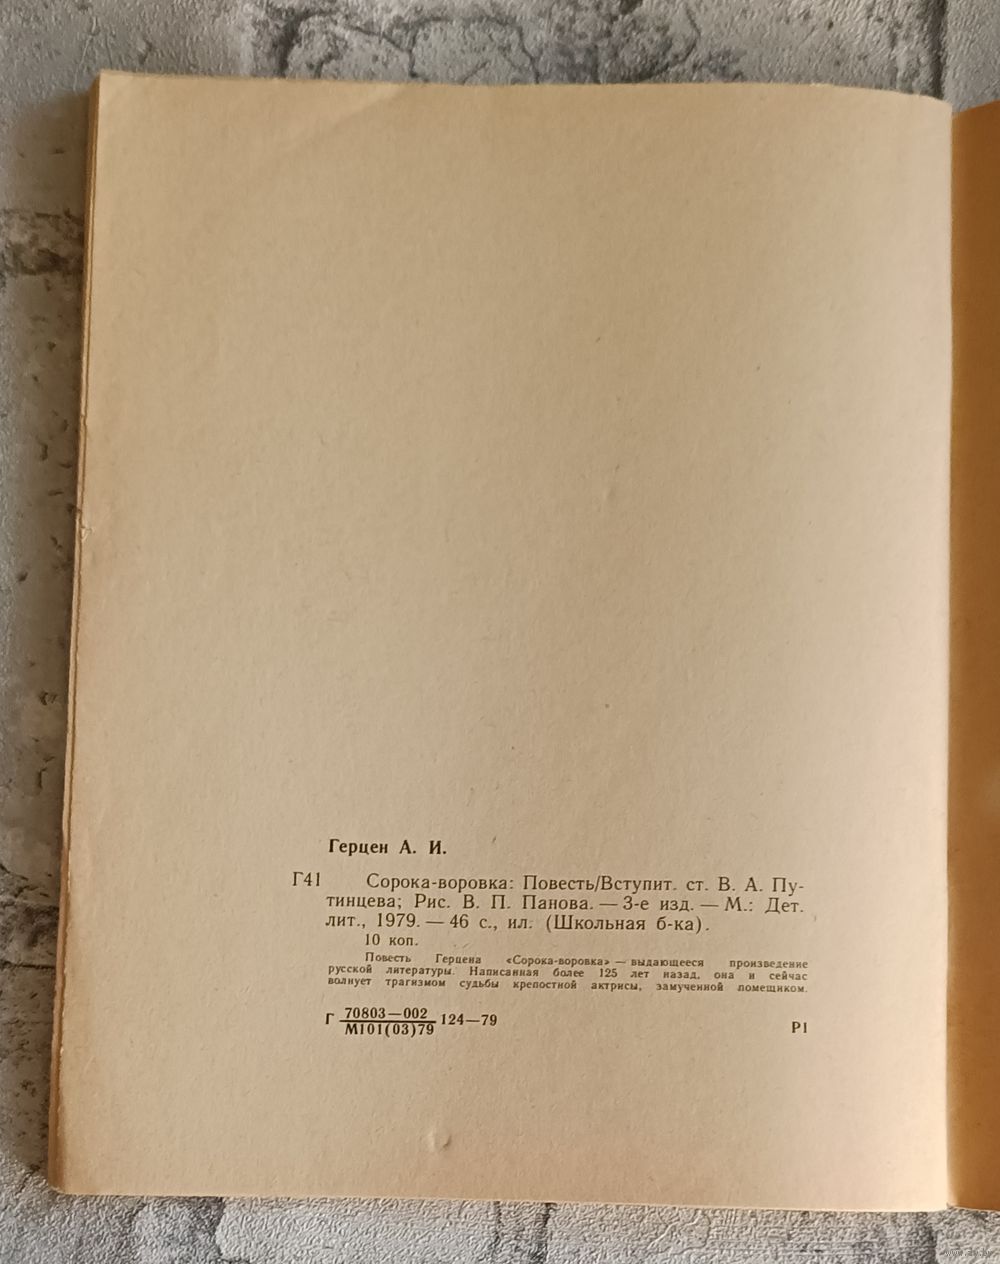 Герцен А. И.
Г41 Сорока-воровка: Повесть/Вступит. ст. В. А. Пу-
тинцева; Рис. В. П. Панова. — 3-е изд. — М.: Дет.
лит., 1979. — 46 с., ил. (Школьная б-ка).
10 коп.
Повесть Герцена «Сорока-воровка» — выдающееся произведение
русской литературы. Написанная более 125 лет назад, она и сейчас
волнует трагизмом судьбы крепостной актрисы, замученной помещиком.
Г 70803—002 124—79
М101(03)79
Р1